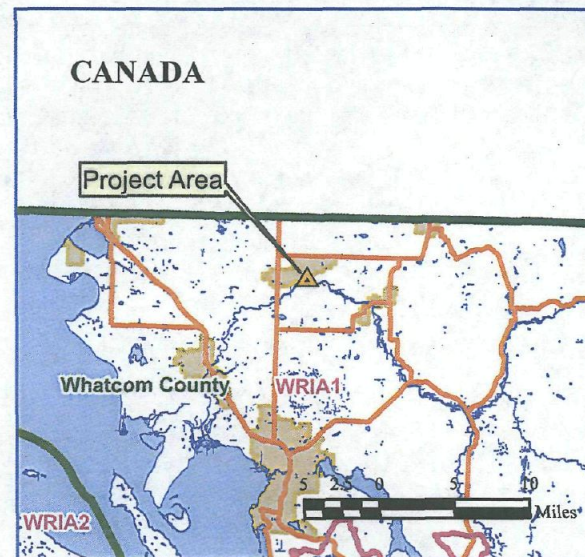 CANADA
Project Area
Whatcom County
WRIA1
5 2.5 0 5 10
Miles
WRIA2